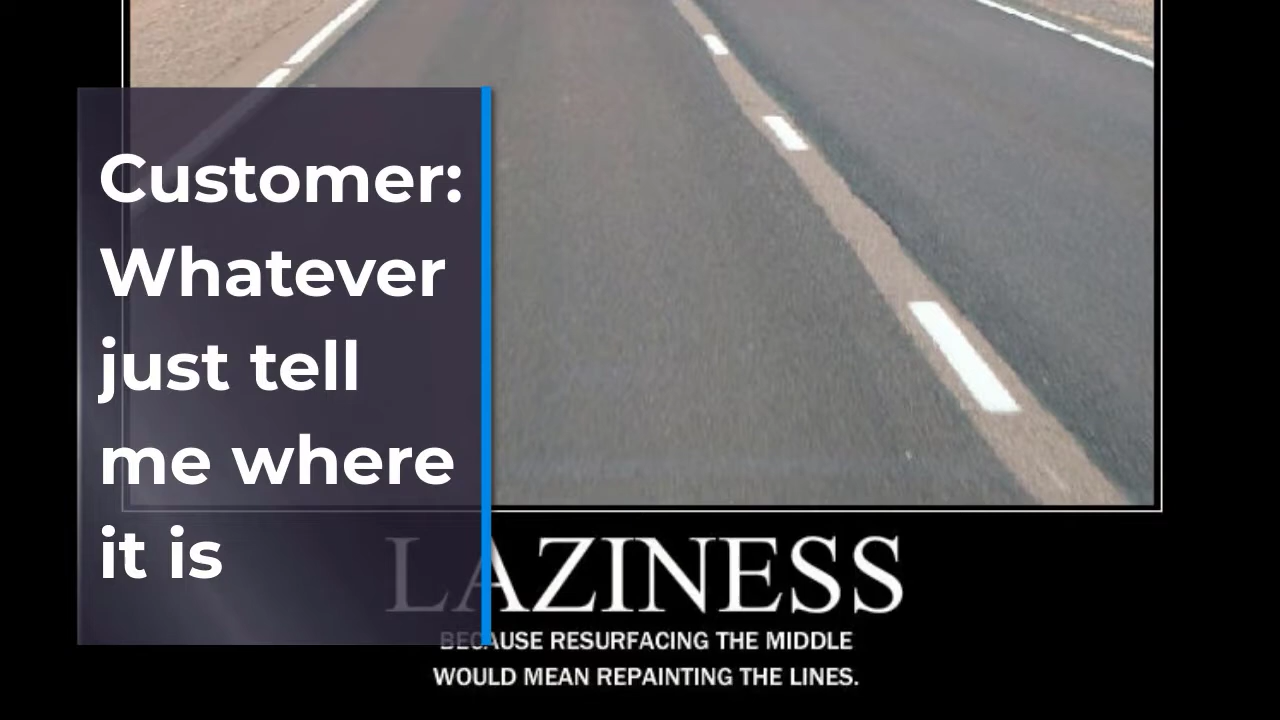 Customer:
Whatever
just tell
me where
it is
LAZINESS
BECAUSE RESURFACING THE MIDDLE
WOULD MEAN REPAINTING THE LINES.